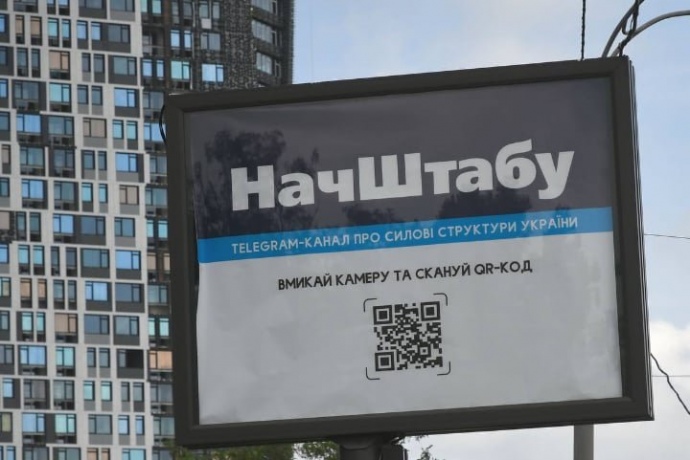 НачШтабу
TELEGRAM-КАНАЛ ПРО СИЛОВІ СТРУКТУРИ УКРАЇНИ
ВМИКАЙ КАМЕРУ ТА СКАНУЙ QR-КОД